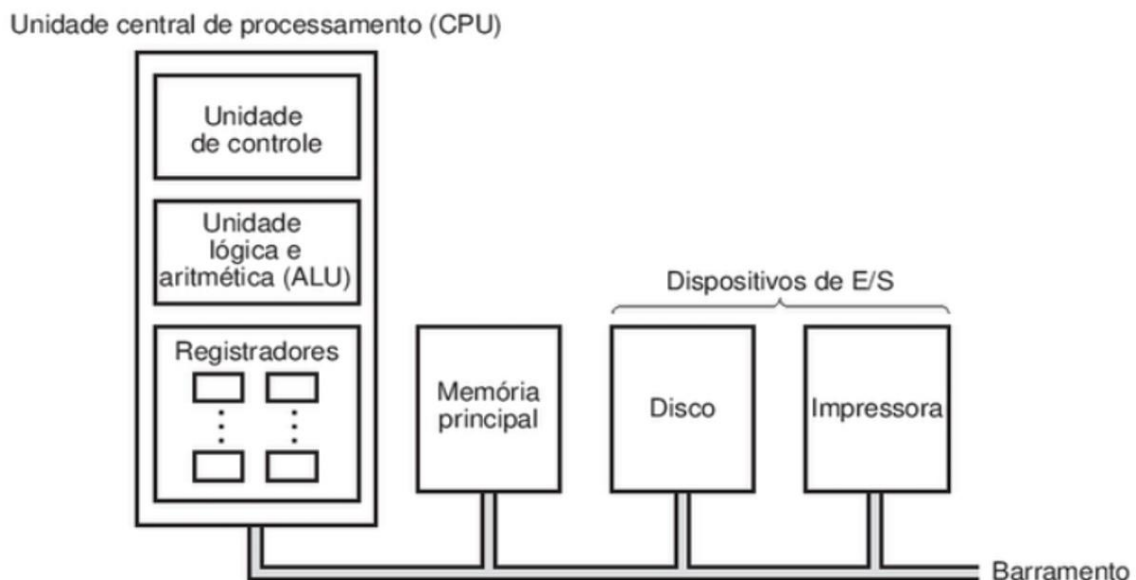 Unidade central de processamento (CPU)
Unidade
de controle
Unidade
lógica e
aritmética (ALU)
Registradores
Dispositivos de E/S
Memória
principal
Disco
Impressora
Barramento